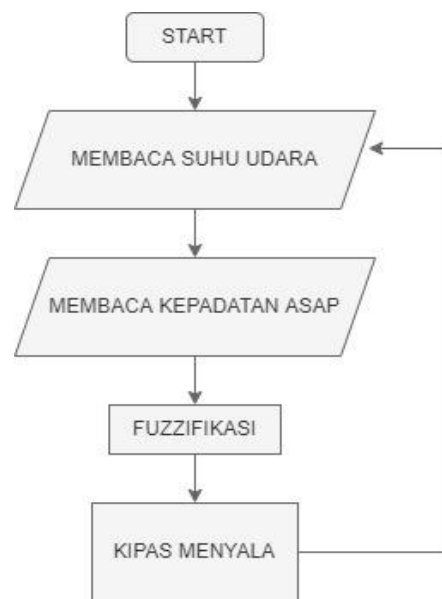 START
MEMBACA SUHU UDARA
MEMBACA KEPADATAN ASAP
FUZZIFIKASI
KIPAS MENYALA